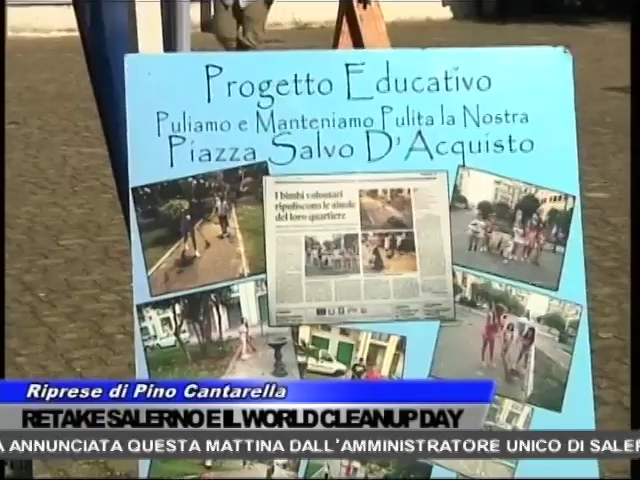 Progetto Educativo
Puliamo e Manteniamo Pulita la Nostra
Piazza Salvo D'Acquisto
I bimbi volontari
ripuliscono le aiuole
del loro quartiere
Riprese di Pino Cantarella
RETAKE SALERNO E IL WORLD CLEANUP DAY
A ANNUNCIATA QUESTA MATTINA DALL'AMMINISTRATORE UNICO DI SALER